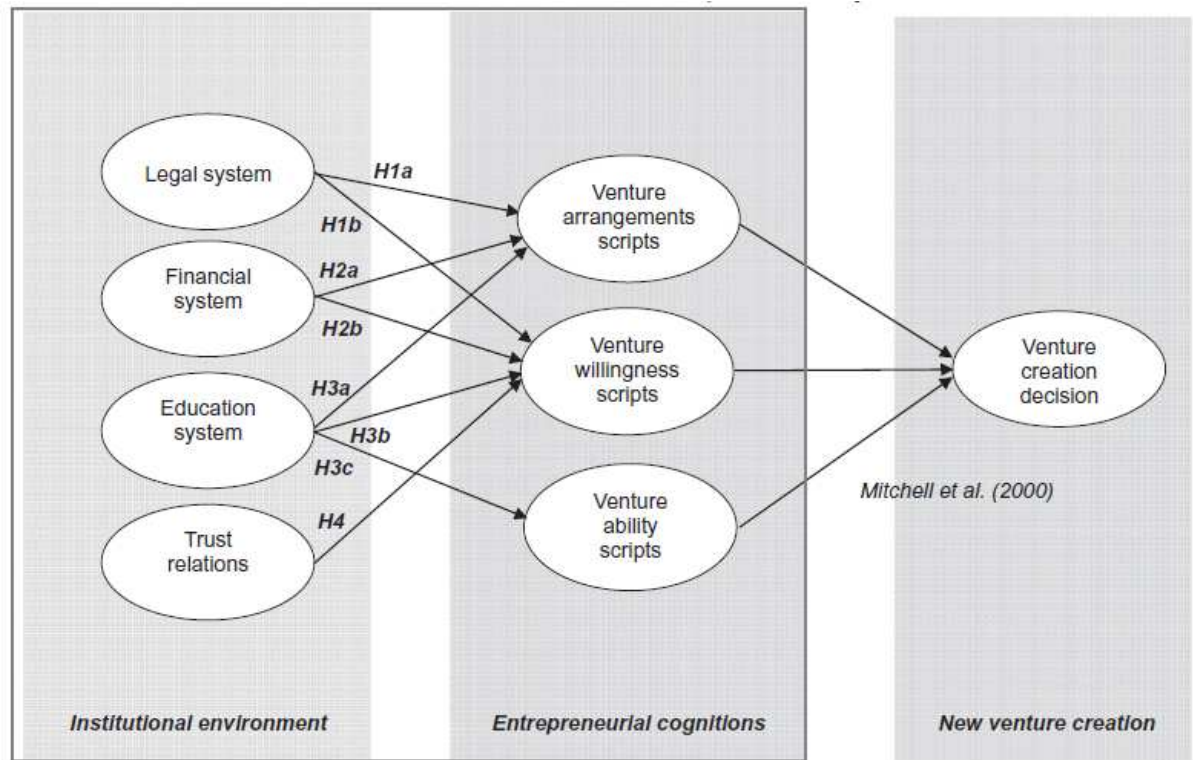 Legal system
Financial
system
Education
system
Trust
relations
H1a
H1b
H2a
H2b
H3a
H3b
H3c
H4
Venture
arrangements
scripts
Venture
willingness
scripts
Venture
ability
scripts
Venture
creation
decision
Mitchell et al. (2000)
Institutional environment
Entrepreneurial cognitions
New venture creation